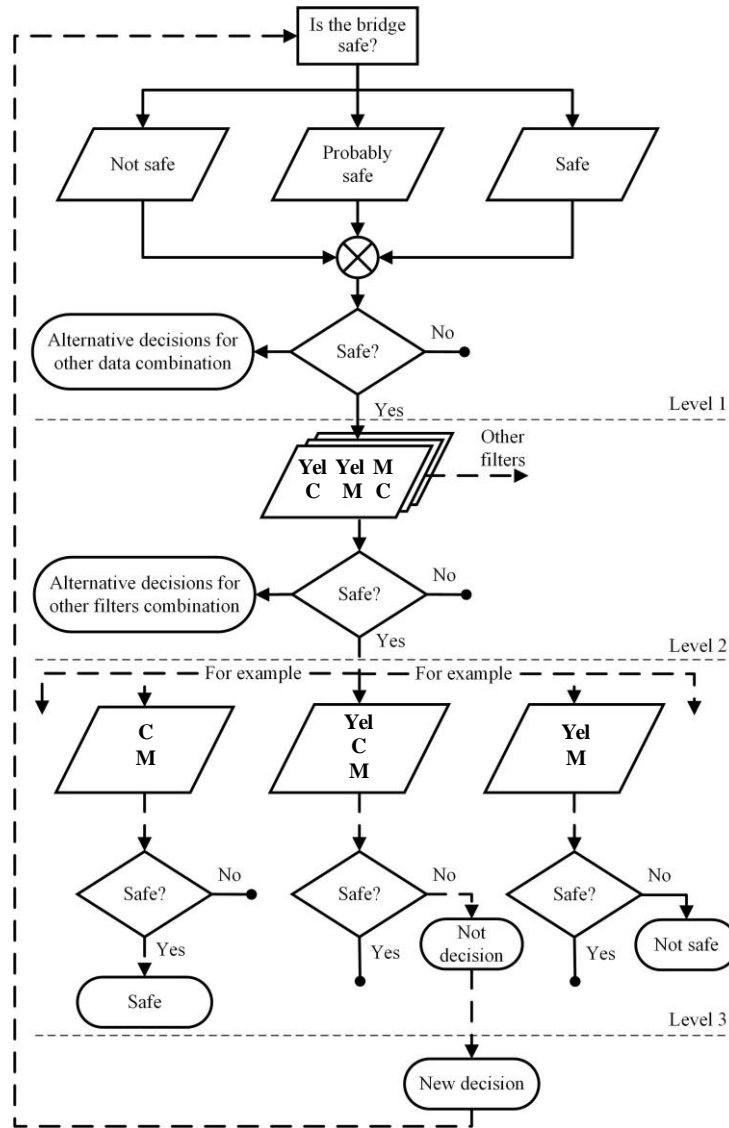 Is the bridge
safe?
Not safe
Probably
safe
Safe
Alternative decisions for
other data combination
Safe?
No
Yes
Level 1
Yel Yel M
C M C
Other
filters
Alternative decisions for
other filters combination
Safe?
No
Yes
Level 2
For example
For example
C
M
Yel
C
M
Yel
M
Safe?
No
Yes
Safe
Safe?
No
Yes
Not
decision
Safe?
No
Yes
Not safe
Level 3
New decision